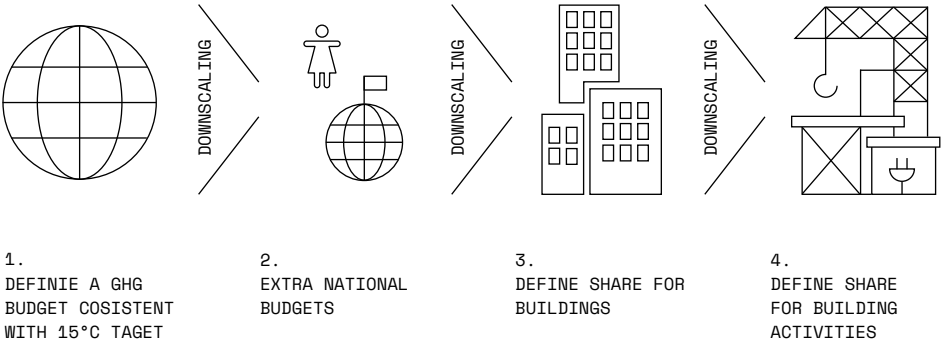 DOWNSCALING
DOWNSCALING
DOWNSCALING
1.
DEFINIE A GHG
BUDGET COSISTENT
WITH 15°C TAGET
2.
EXTRA NATIONAL
BUDGETS
3.
DEFINE SHARE FOR
BUILDINGS
4.
DEFINE SHARE
FOR BUILDING
ACTIVITIES